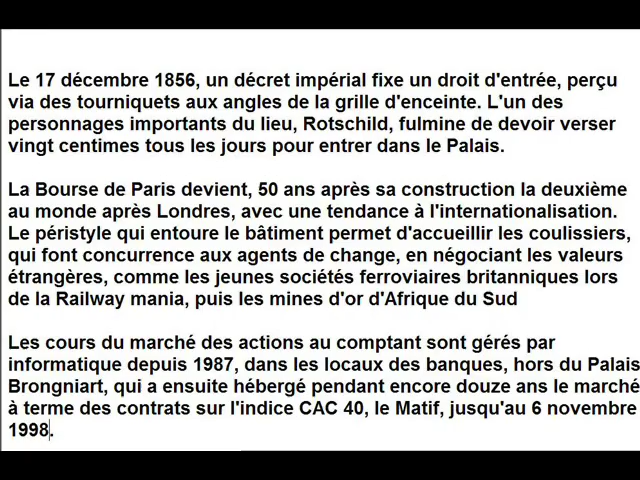 Le 17 décembre 1856, un décret impérial fixe un droit d'entrée, perçu
via des tourniquets aux angles de la grille d'enceinte. L'un des
personnages importants du lieu, Rotschild, fulmine de devoir verser
vingt centimes tous les jours pour entrer dans le Palais.
La Bourse de Paris devient, 50 ans après sa construction la deuxième
au monde après Londres, avec une tendance à l'internationalisation.
Le péristyle qui entoure le bâtiment permet d'accueillir les coulissiers,
qui font concurrence aux agents de change, en négociant les valeurs
étrangères, comme les jeunes sociétés ferroviaires britanniques lors
de la Railway mania, puis les mines d'or d'Afrique du Sud
Les cours du marché des actions au comptant sont gérés par
informatique depuis 1987, dans les locaux des banques, hors du Palais
Brongniart, qui a ensuite hébergé pendant encore douze ans le marché
à terme des contrats sur l'indice CAC 40, le Matif, jusqu'au 6 novembre
1998.